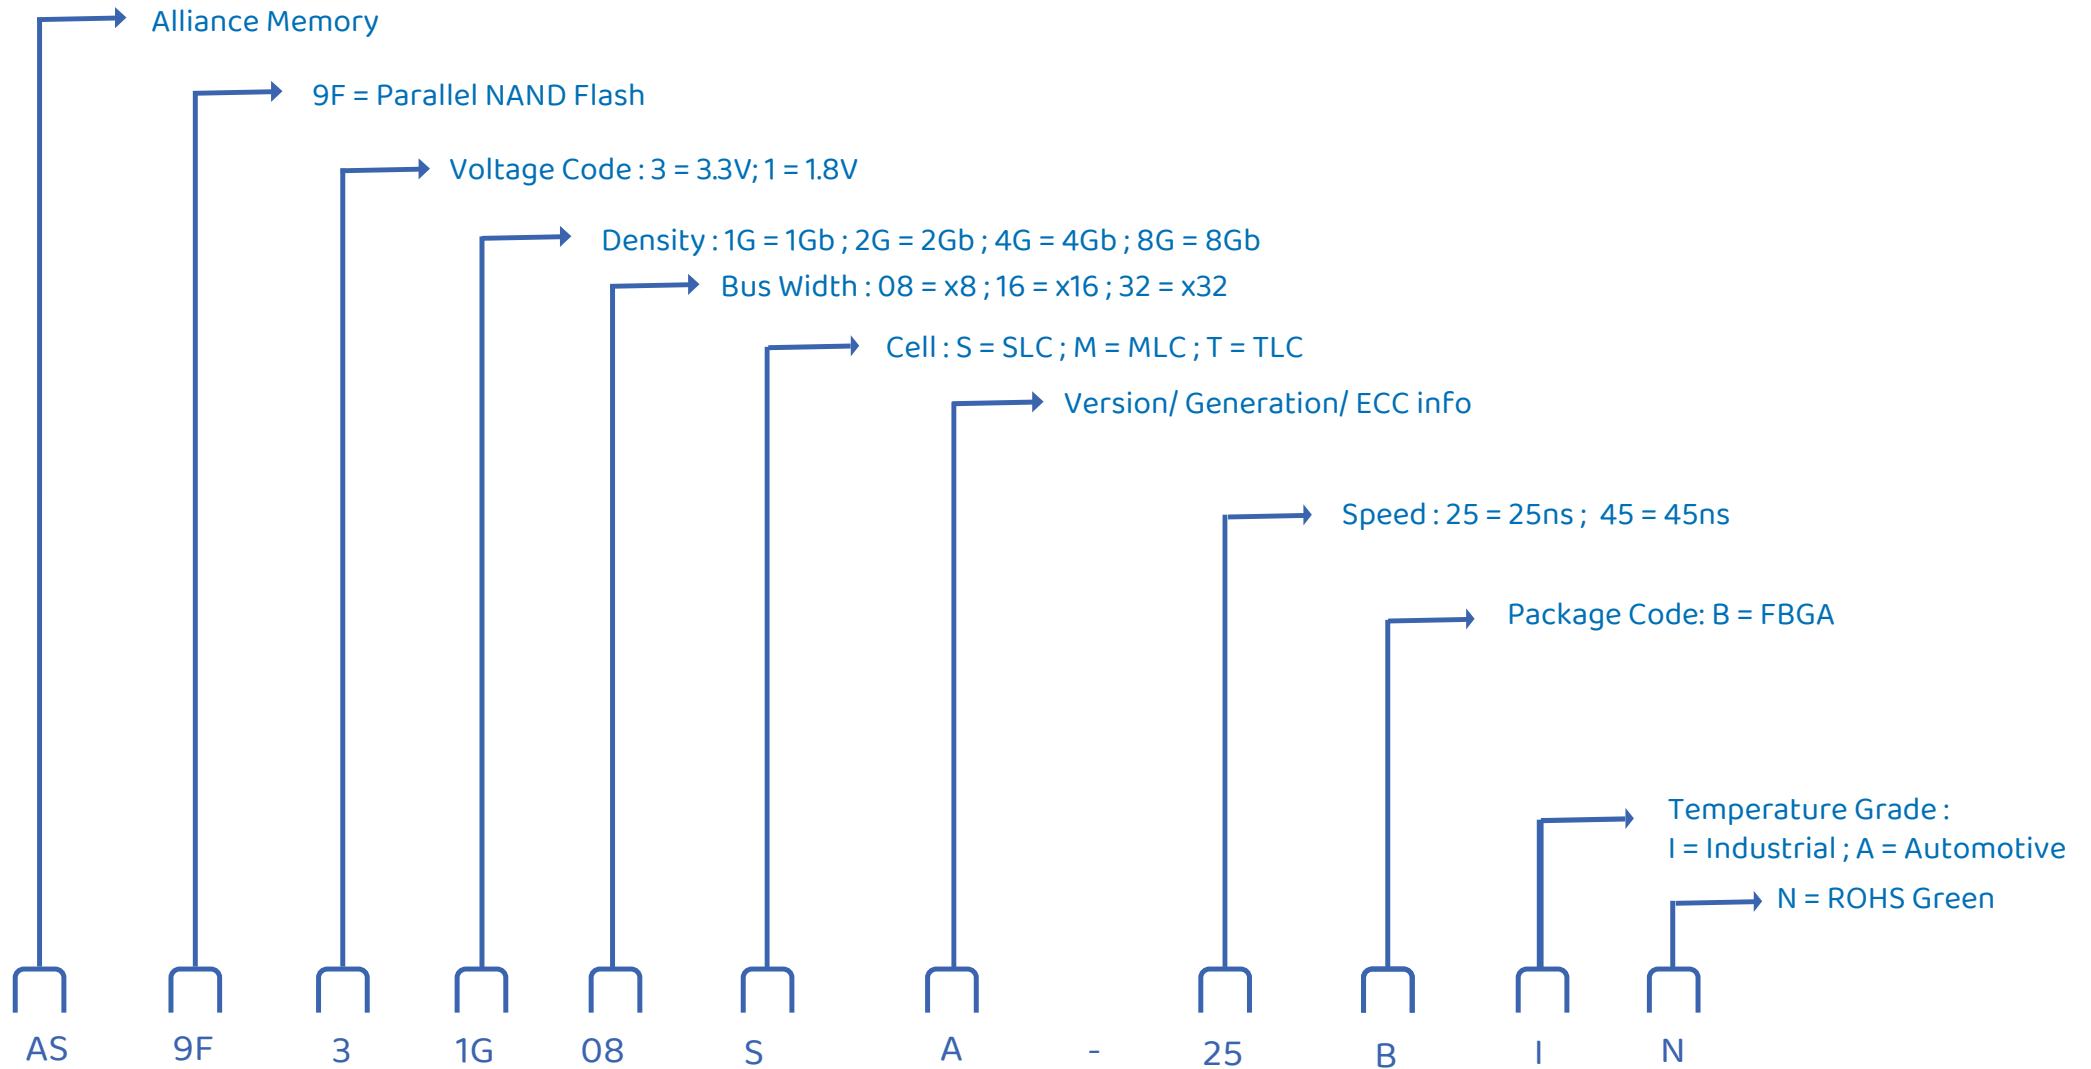 Alliance Memory
9F = Parallel NAND Flash
Voltage Code : 3 = 3.3V; 1 = 1.8V
Density : 1G = 1Gb ; 2G = 2Gb ; 4G = 4Gb ; 8G = 8Gb
Bus Width : 08 = x8 ; 16 = x16 ; 32 = x32
Cell : S = SLC ; M = MLC ; T = TLC
Version/ Generation/ ECC info
Speed : 25 = 25ns ; 45 = 45ns
Package Code: B = FBGA
Temperature Grade :
I = Industrial ; A = Automotive
N = ROHS Green
AS 9F 3 1G 08 S A - 25 B I N